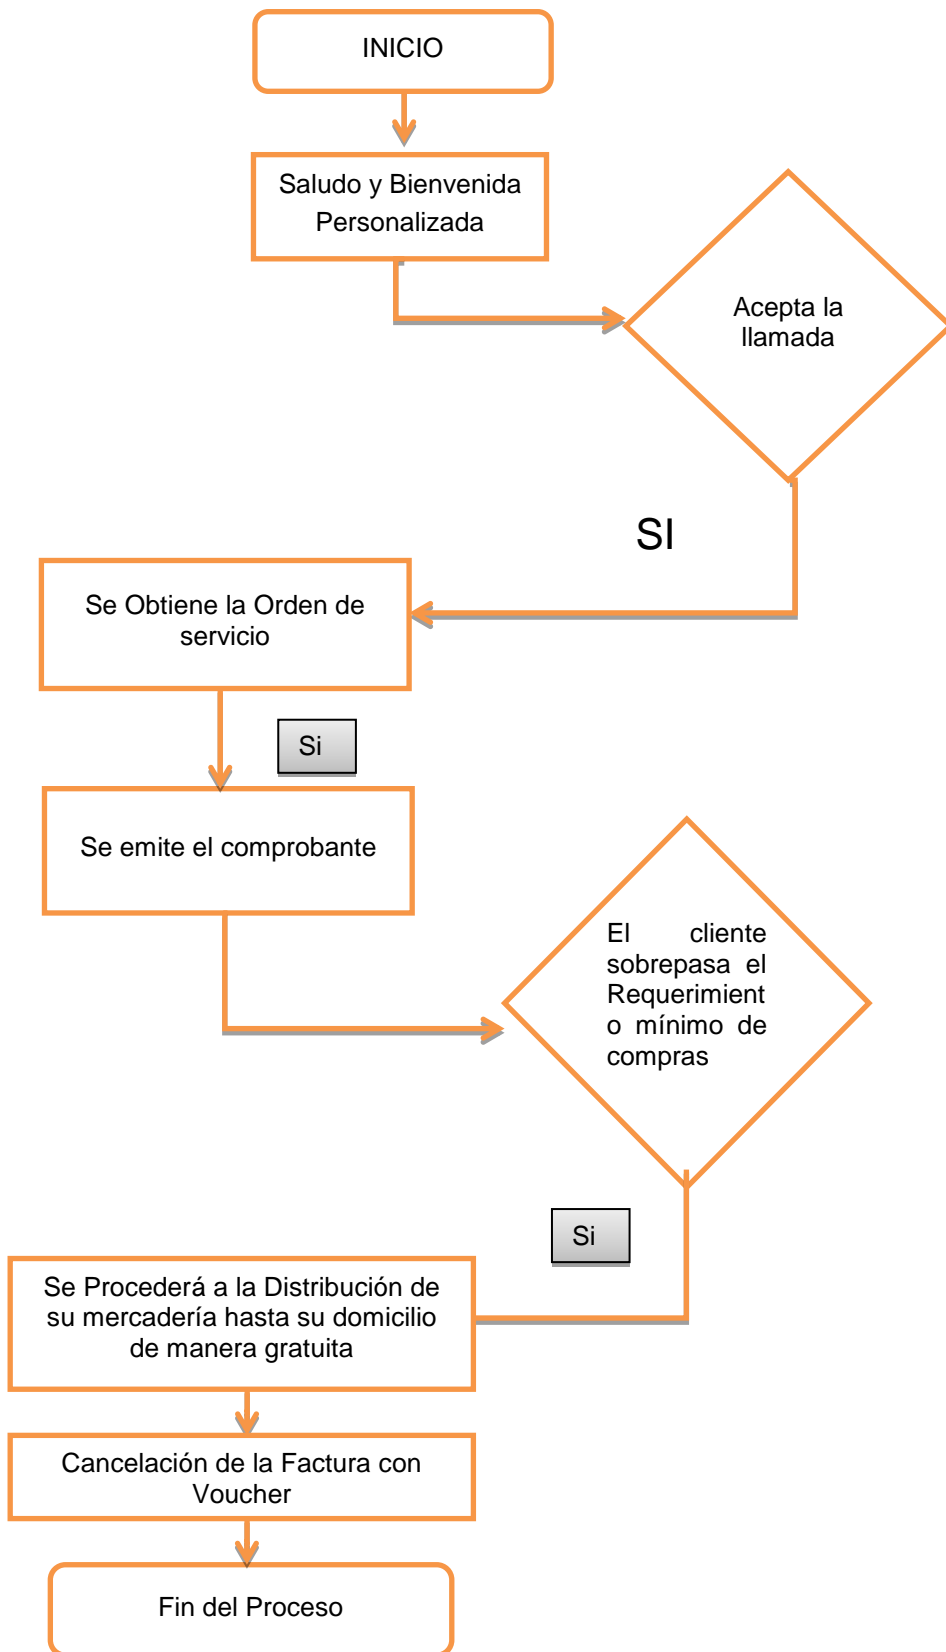 INICIO
Saludo y Bienvenida
Personalizada
Acepta la
llamada
SI
Se Obtiene la Orden de
servicio
Si
Se emite el comprobante
El cliente
sobrepasa el
Requerimient
o mínimo de
compras
Si
Se Procederá a la Distribución de
su mercadería hasta su domicilio
de manera gratuita
Cancelación de la Factura con
Voucher
Fin del Proceso